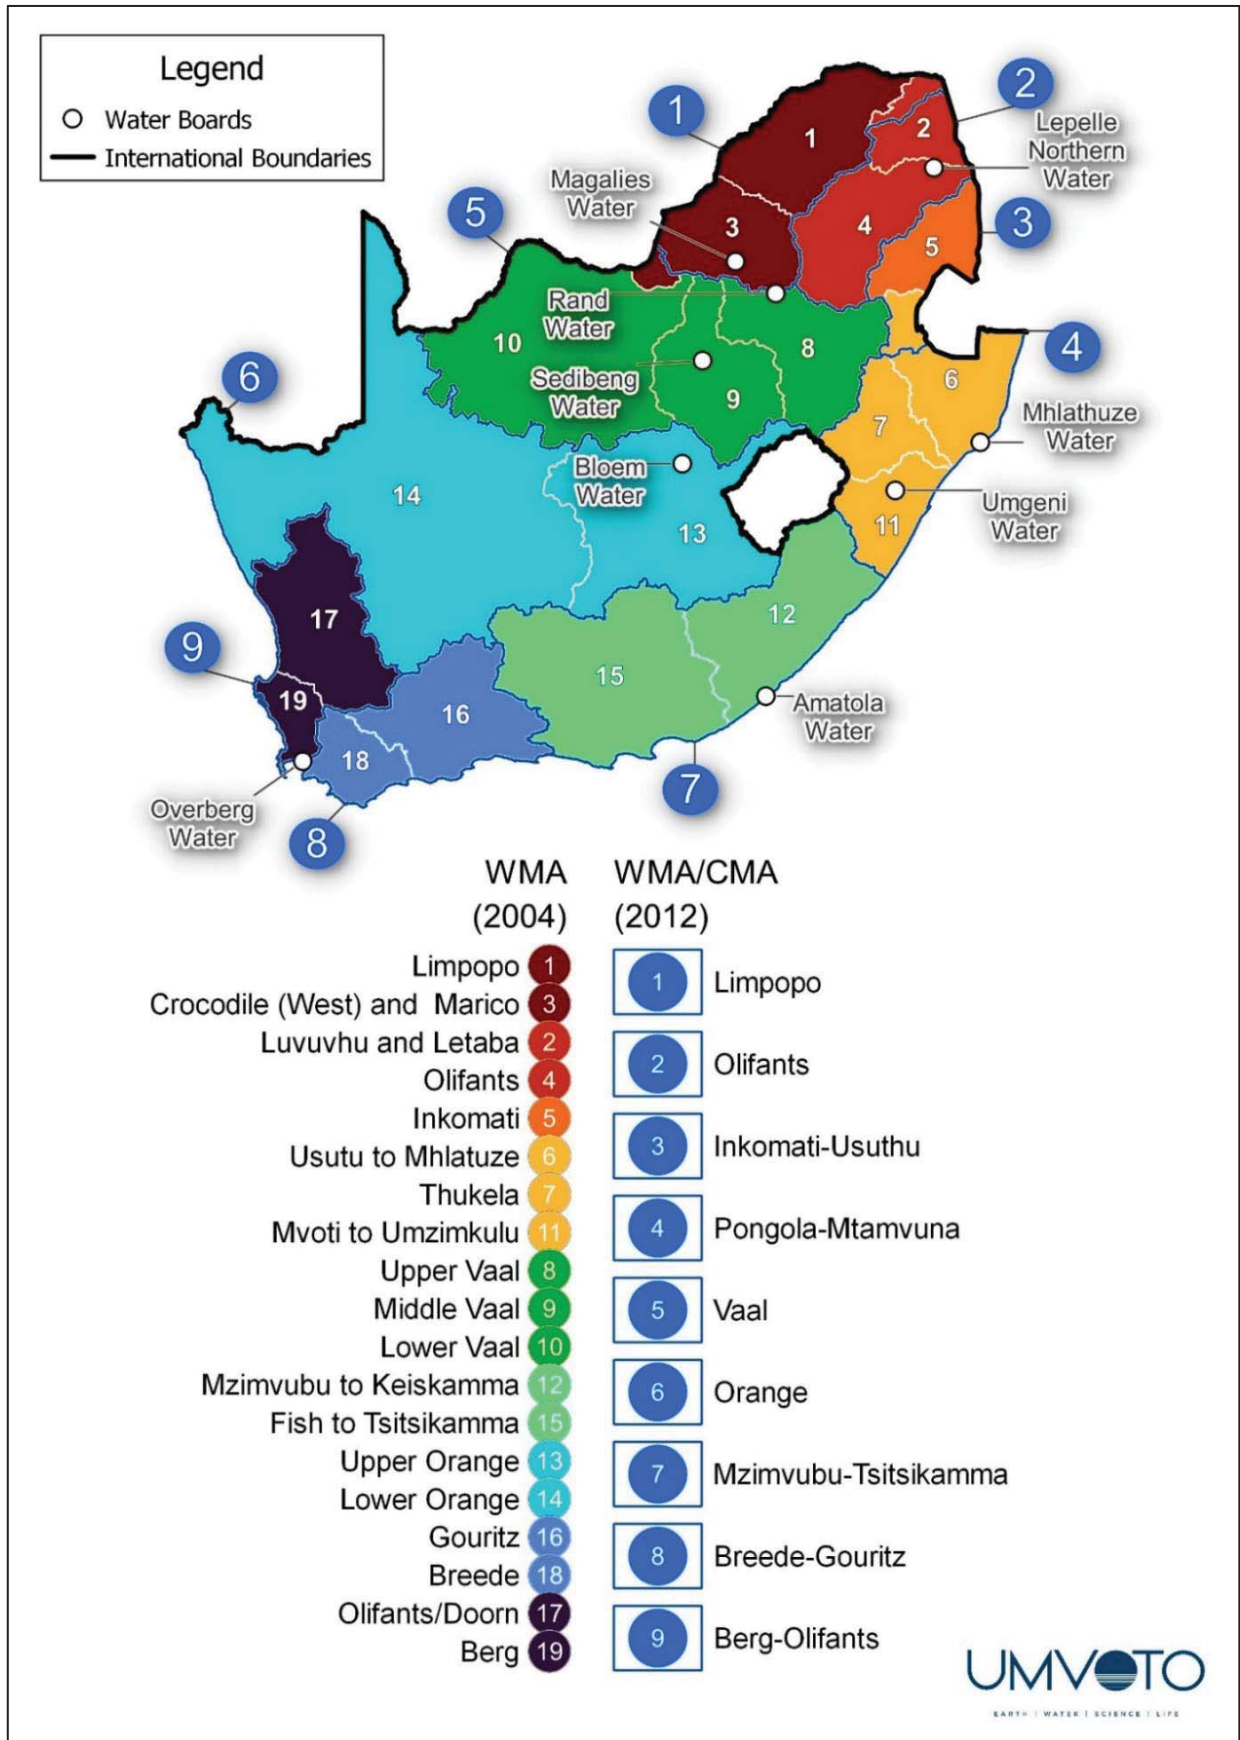 Legend
Water Boards
International Boundaries
1
2
Lepelle
Northern
Water
1
2
Magalies
Water
5
3
4
5
3
Rand
Water
10
8
4
6
Sedibeng
Water
9
6
7
Mhlathuze
Water
Bloem
Water
14
Umgeni
Water
13
11
17
12
9
15
19
16
Amatola
Water
18
7
Overberg
Water
8
WMA
(2004)
WMA/CMA
(2012)
Limpopo 1
Crocodile (West) and Marico 3
Luvuvhu and Letaba 2
Olifants 4
Inkomati 5
Usutu to Mhlatuze 6
Thukela 7
Mvoti to Umzimkulu 11
Upper Vaal 8
Middle Vaal 9
Lower Vaal 10
Mzimvubu to Keiskamma 12
Fish to Tsitsikamma 15
Upper Orange 13
Lower Orange 14
Gouritz 16
Breede 18
Olifants/Doorn 17
Berg 19
1 Limpopo
2 Olifants
3 Inkomati-Usuthu
4 Pongola-Mtamvuna
5 Vaal
6 Orange
7 Mzimvubu-Tsitsikamma
8 Breede-Gouritz
9 Berg-Olifants
UMVOTO
EARTH | WATER | SCIENCE | LIFE